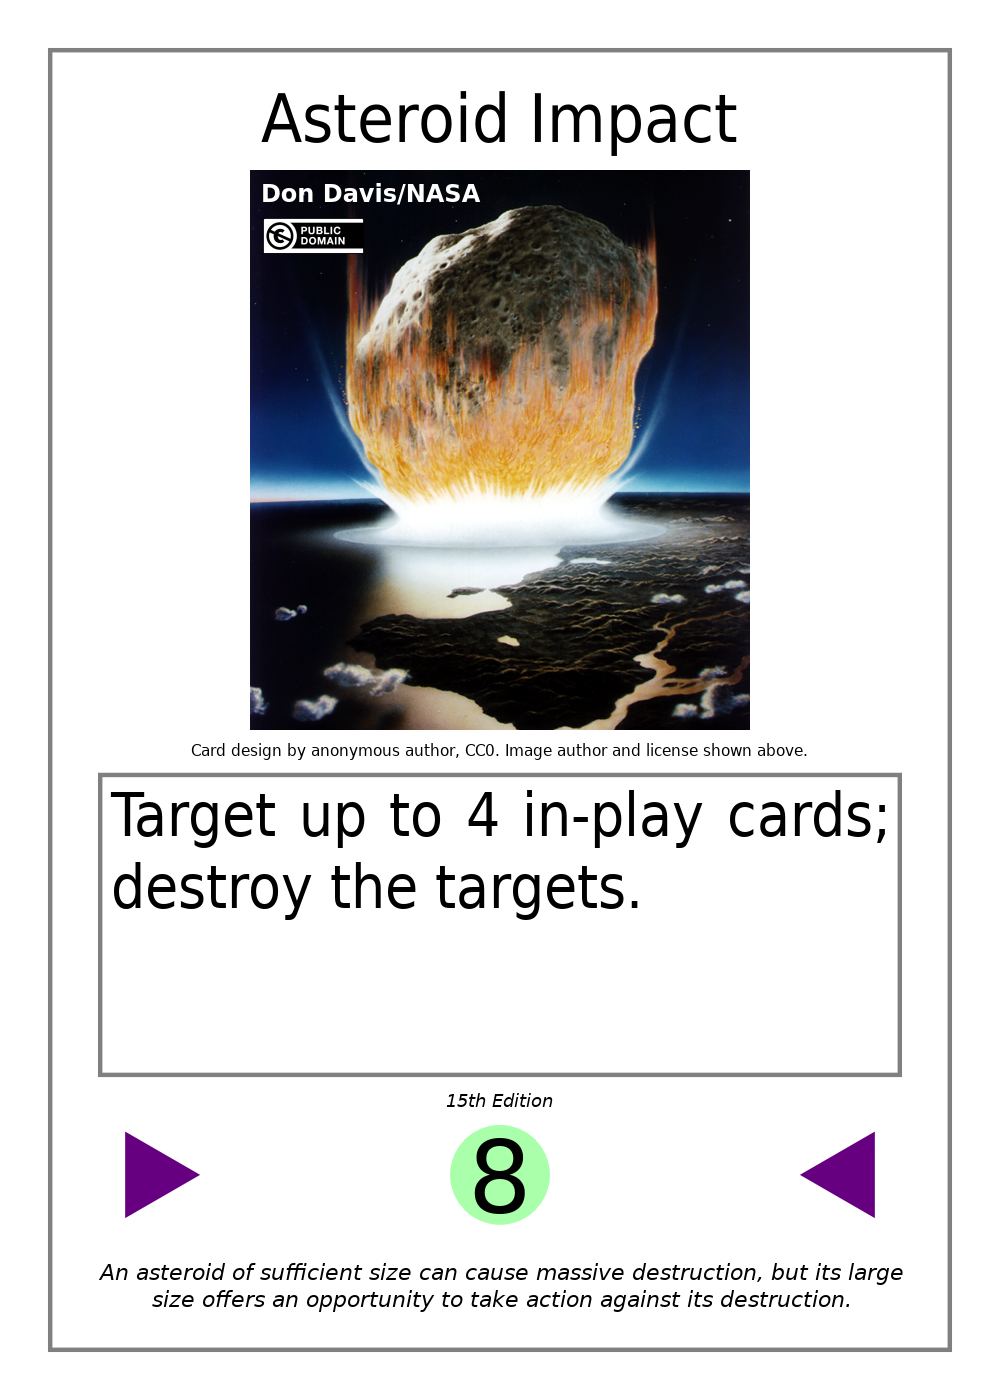 Asteroid Impact
Don Davis/NASA
PUBLIC
DOMAIN
Card design by anonymous author, CC0. Image author and license shown above.
Target up to 4 in-play cards;
destroy the targets.
15th Edition
8
An asteroid of sufficient size can cause massive destruction, but its large
size offers an opportunity to take action against its destruction.